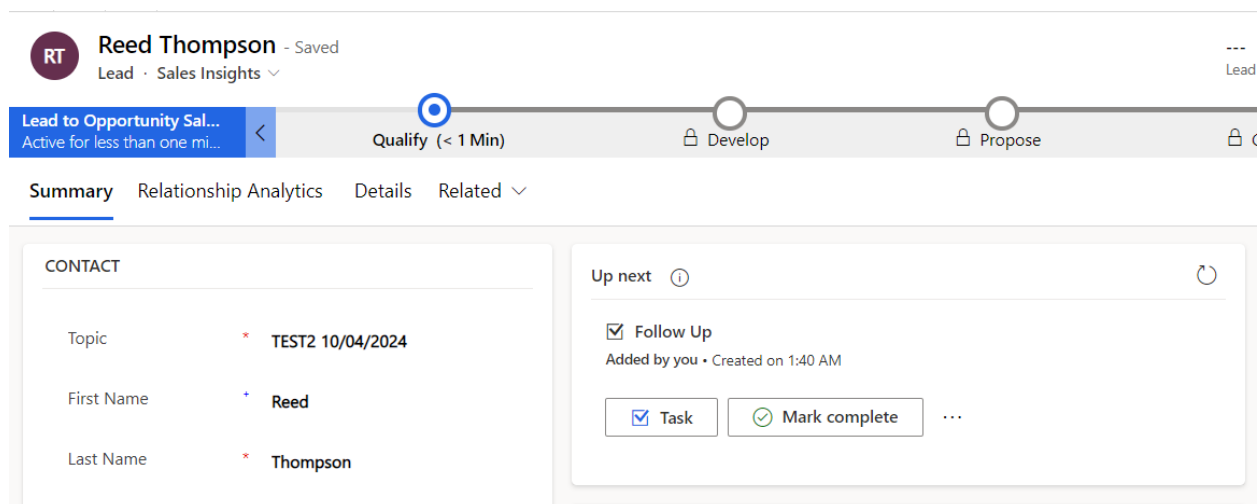 RT
Reed Thompson - Saved
Lead · Sales Insights
---
Lead
Lead to Opportunity Sal...
Active for less than one mi...
Qualify (< 1 Min)
Develop
Propose
Summary
Relationship Analytics
Details
Related
CONTACT
Topic * TEST2 10/04/2024
First Name + Reed
Last Name * Thompson
Up next
Follow Up
Added by you • Created on 1:40 AM
Task
Mark complete
...